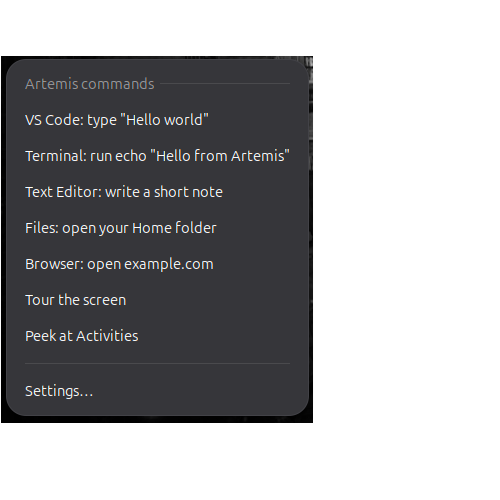 Artemis commands
VS Code: type "Hello world"
Terminal: run echo "Hello from Artemis"
Text Editor: write a short note
Files: open your Home folder
Browser: open example.com
Tour the screen
Peek at Activities
Settings…